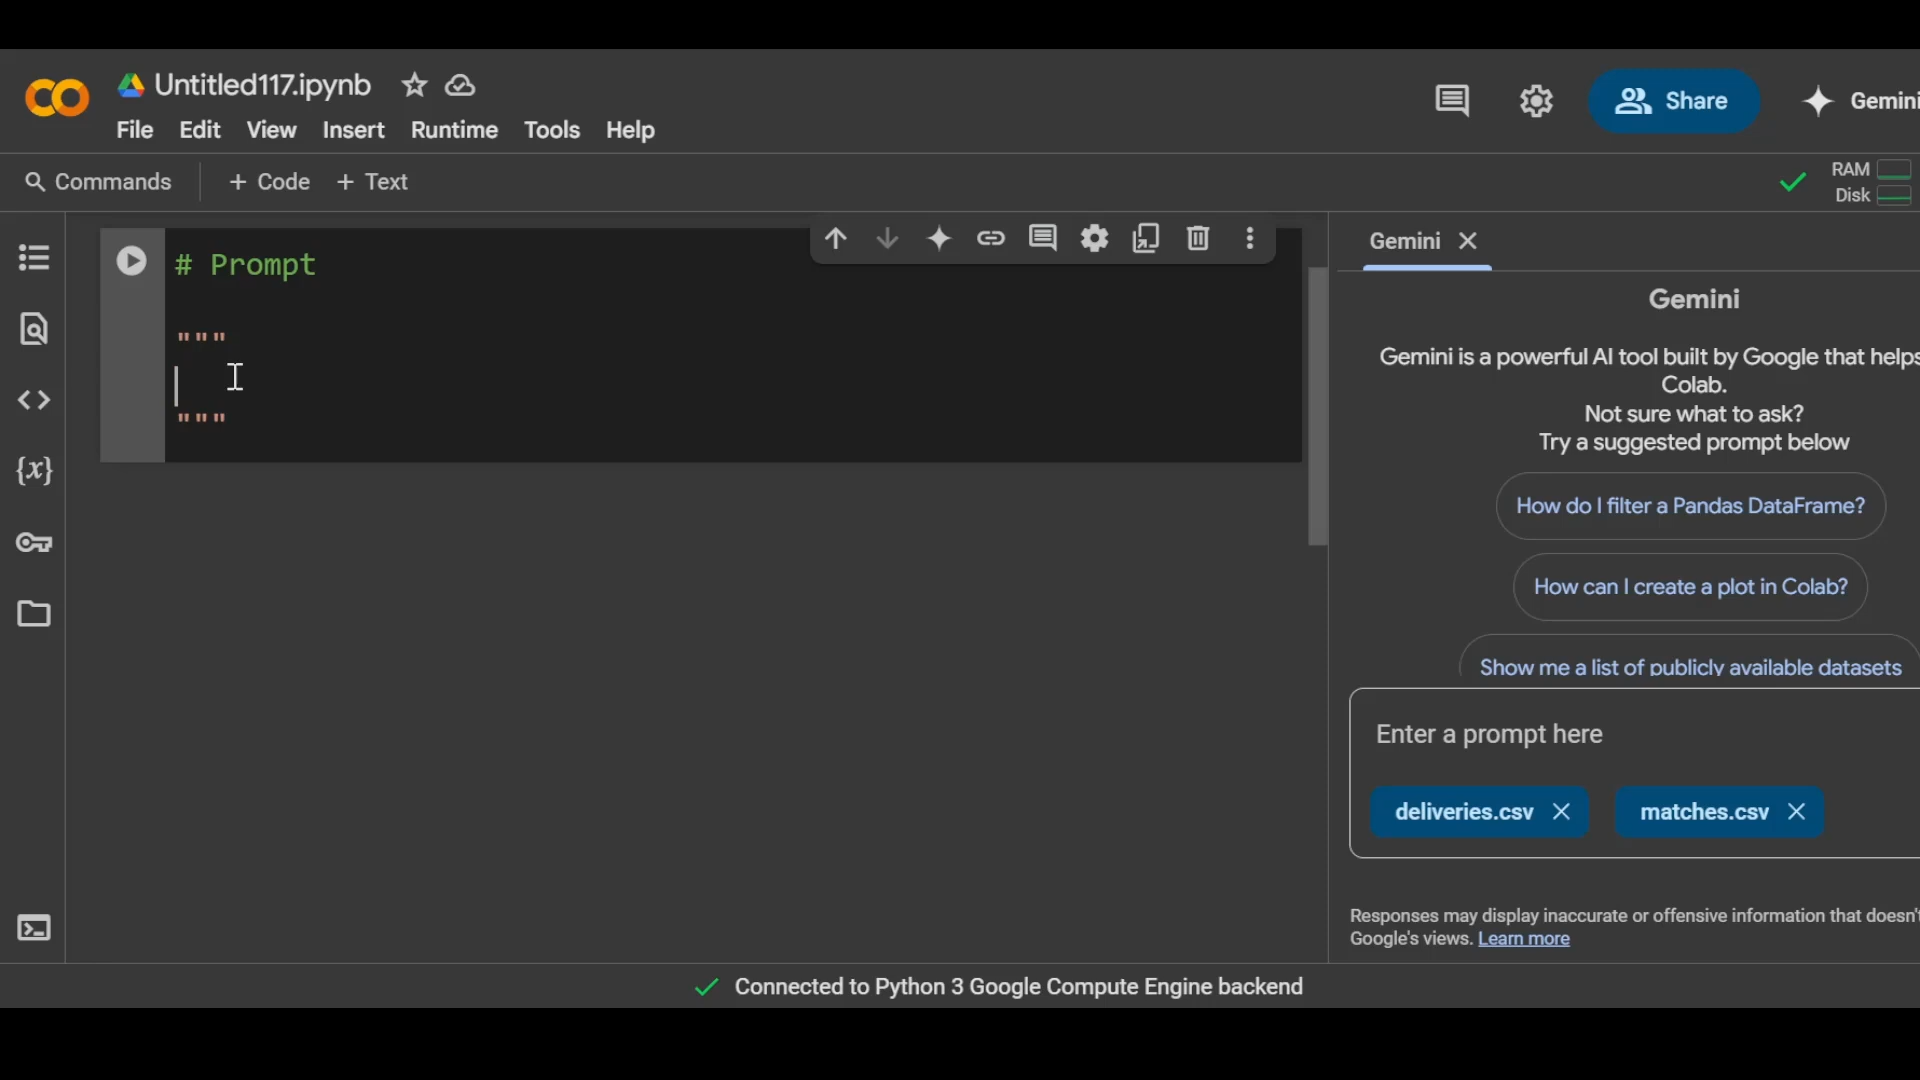 Untitled117.ipynb
File Edit View Insert Runtime Tools Help
Share
Gemini
Commands + Code + Text
RAM
Disk
# Prompt
"""
"""
Gemini
Gemini
Gemini is a powerful AI tool built by Google that helps
Colab.
Not sure what to ask?
Try a suggested prompt below
How do I filter a Pandas DataFrame?
How can I create a plot in Colab?
Show me a list of publicly available datasets
Enter a prompt here
deliveries.csv
matches.csv
Responses may display inaccurate or offensive information that doesn't
Google's views. Learn more
Connected to Python 3 Google Compute Engine backend